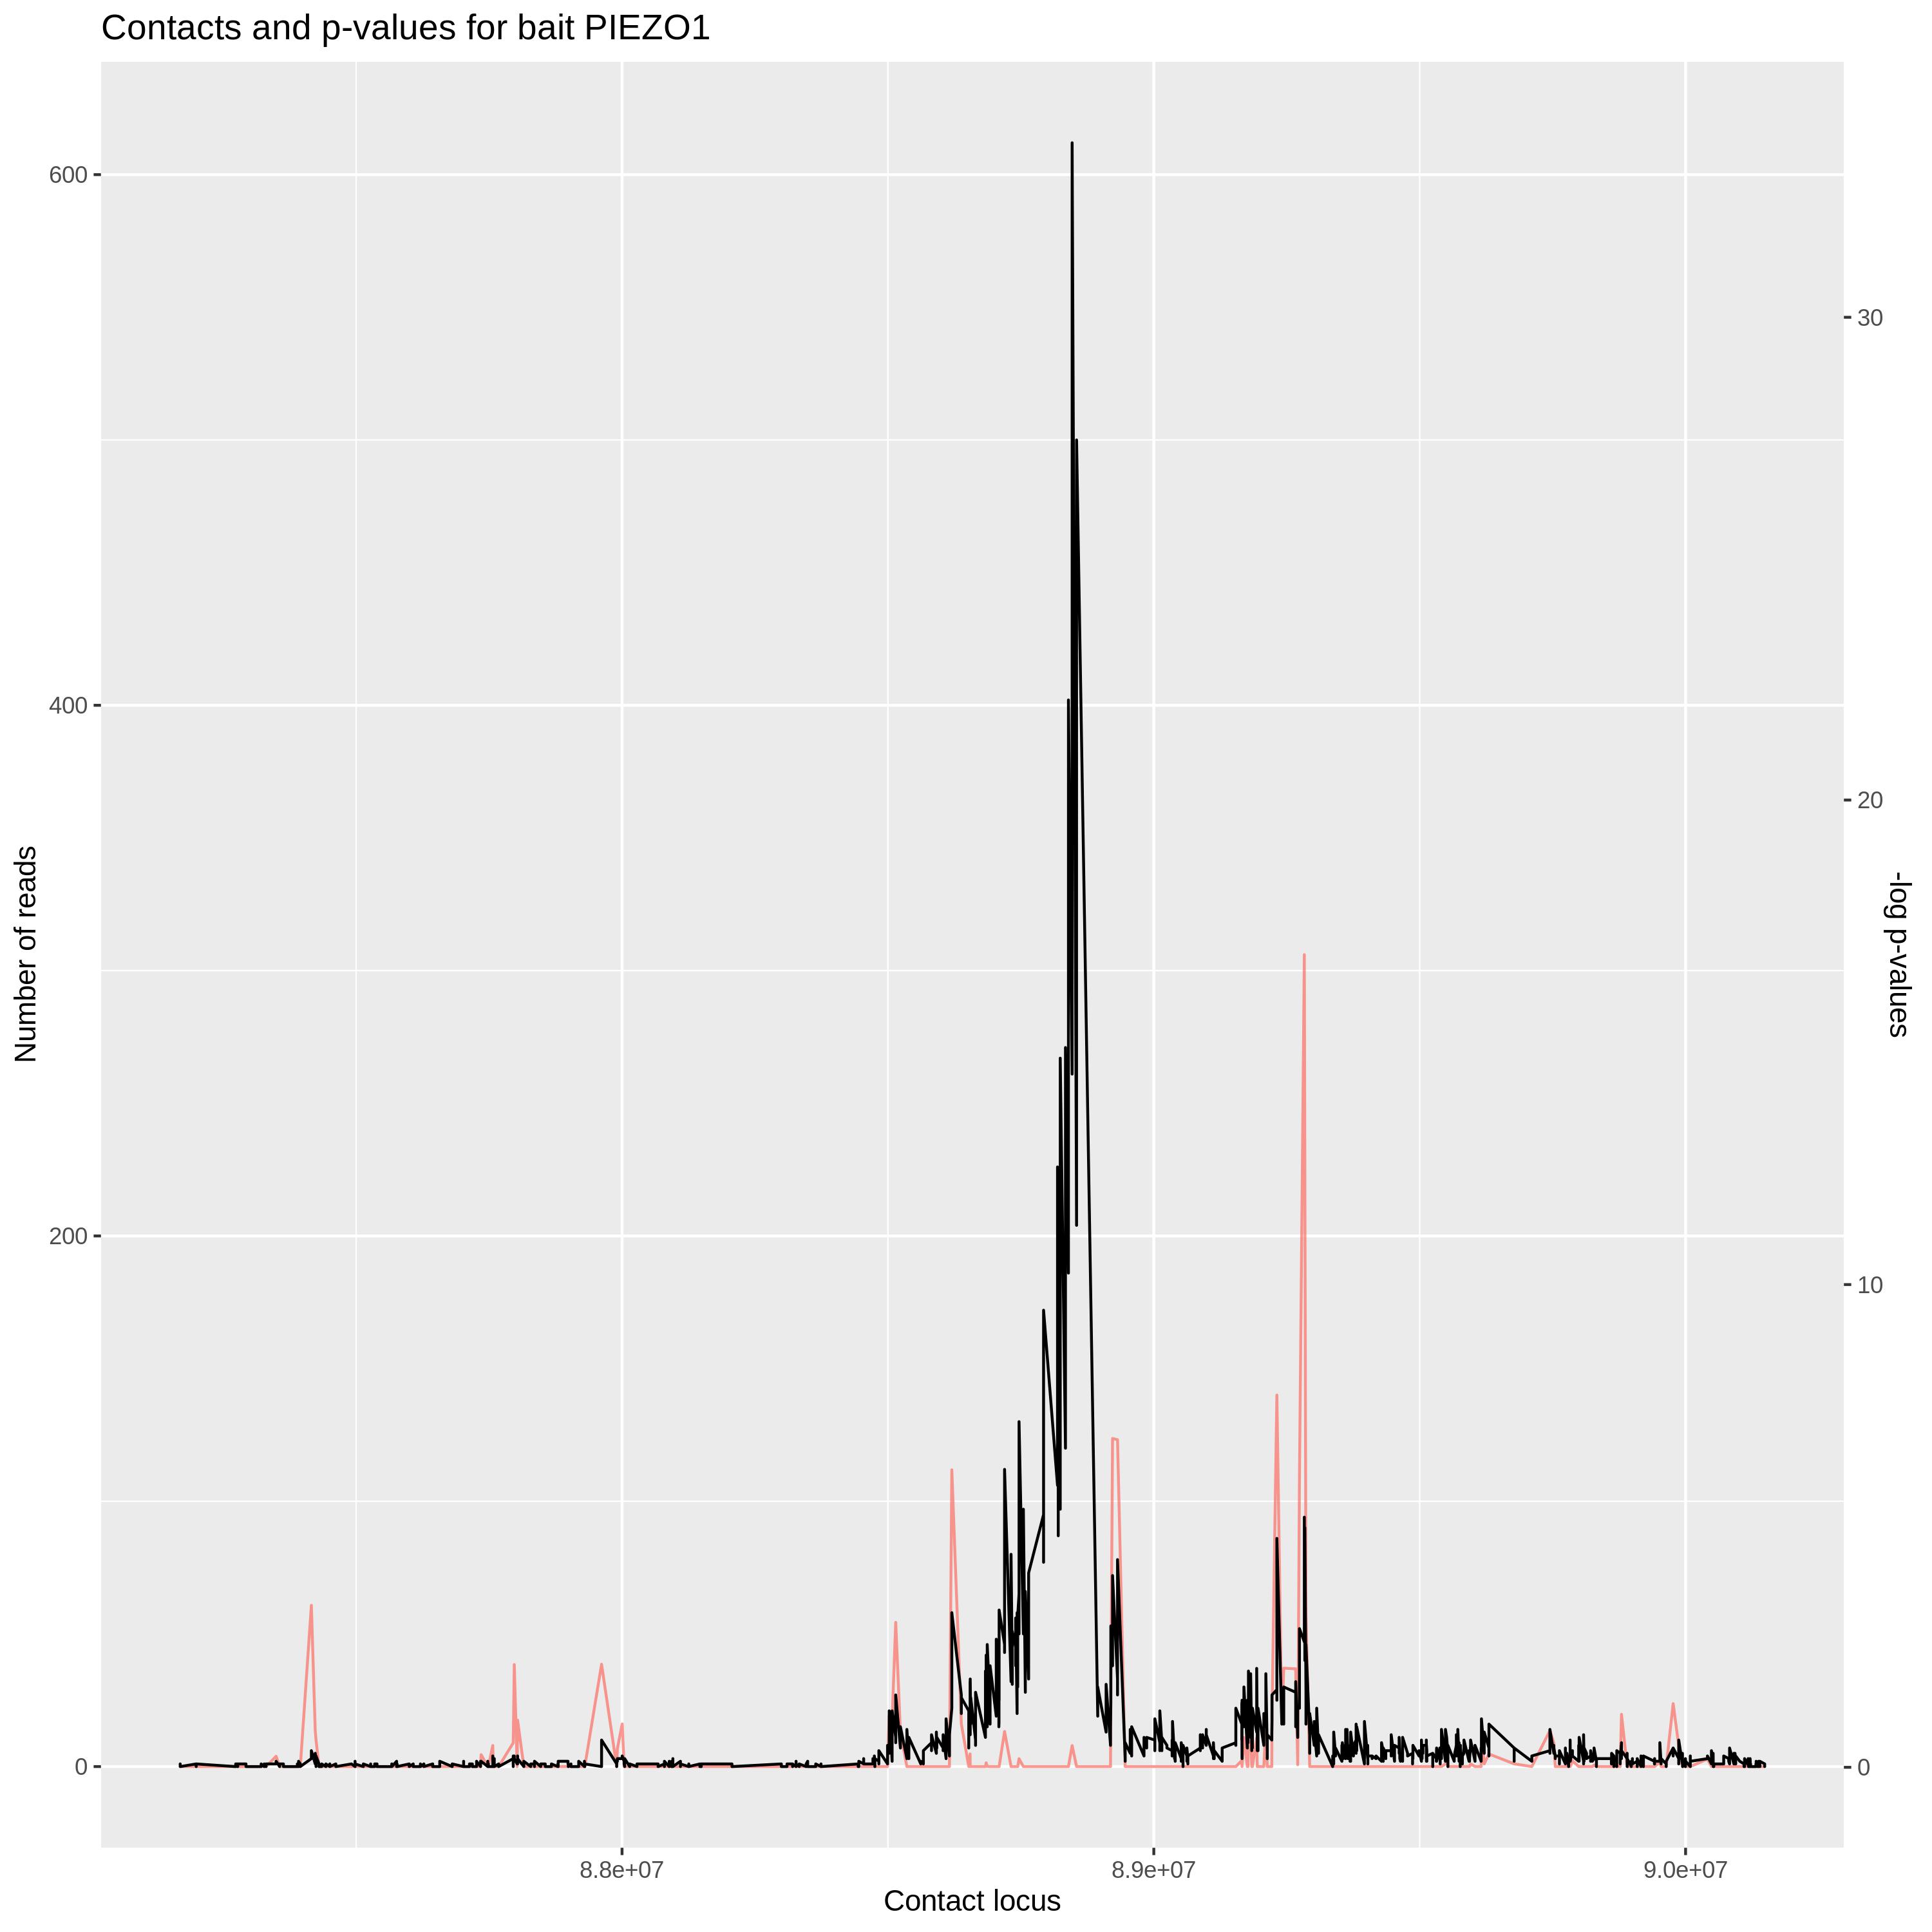 Contacts and p-values for bait PIEZO1
600
400
200
0
Number of reads
30
20
10
0
-log p-values
8.8e+07
8.9e+07
9.0e+07
Contact locus